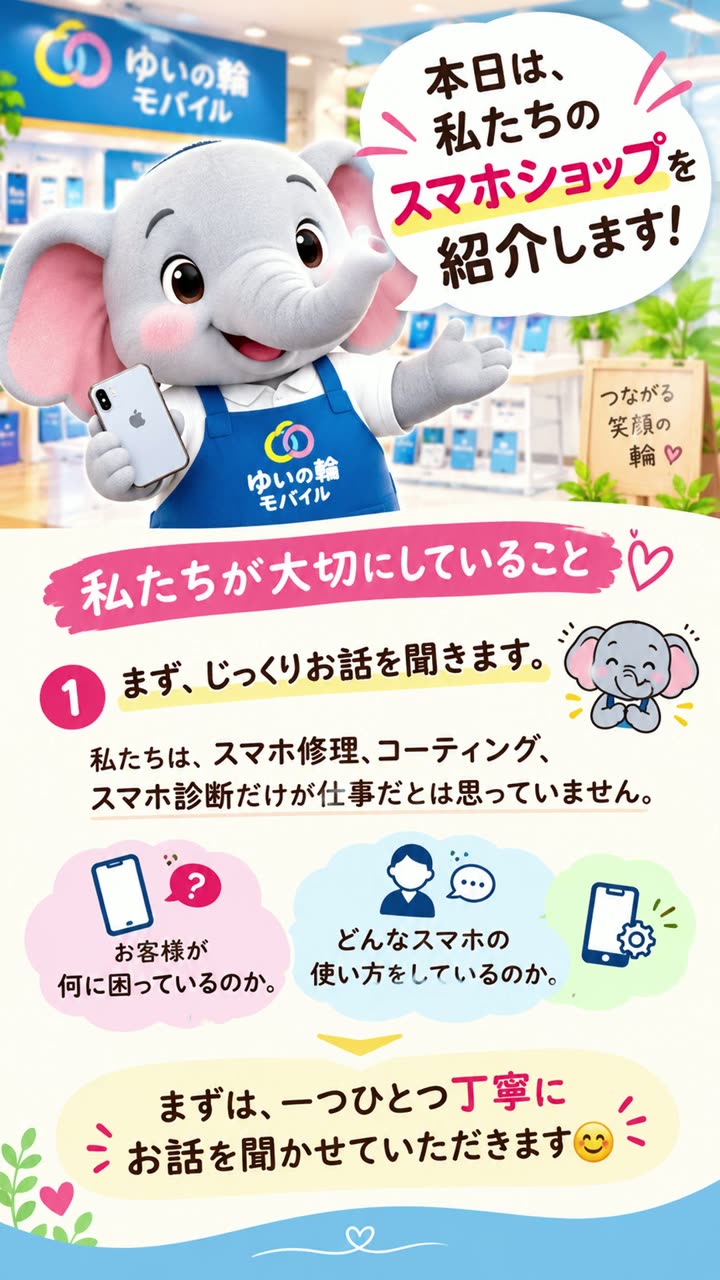 ゆいの輪
モバイル
本日は、
私たちの
スマホショップを
紹介します!
つながる
笑顔の
輪
ゆいの輪
モバイル
私たちが大切にしていること
1 まず、じっくりお話を聞きます。
私たちは、スマホ修理、コーティング、
スマホ診断だけが仕事だとは思っていません。
?
お客様が
何に困っているのか。
どんなスマホの
使い方をしているのか。
まずは、一つひとつ丁寧に
お話を聞かせていただきます😊